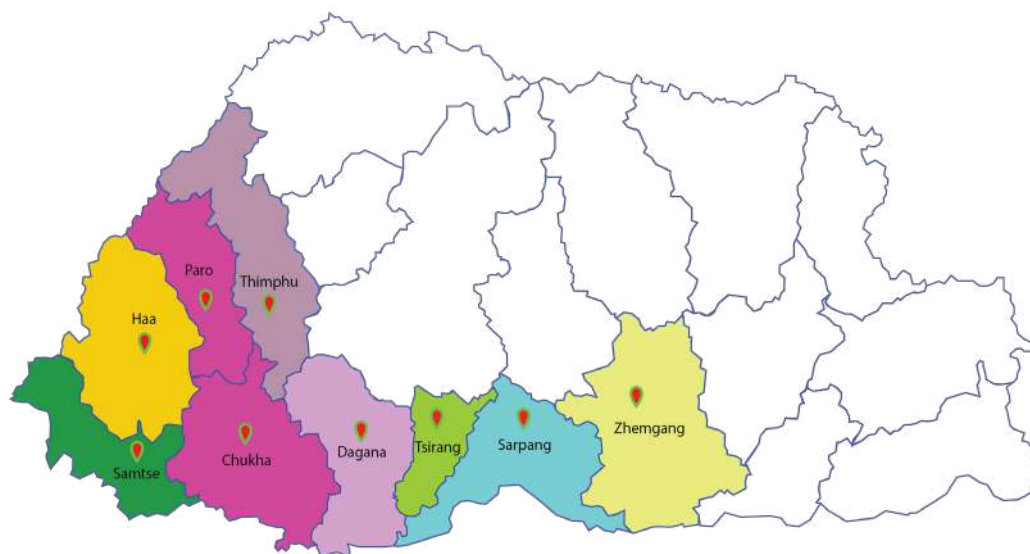 Paro
Thimphu
Haa
Zhemgang
Tsirang
Sarpang
Dagana
Chukha
Samtse